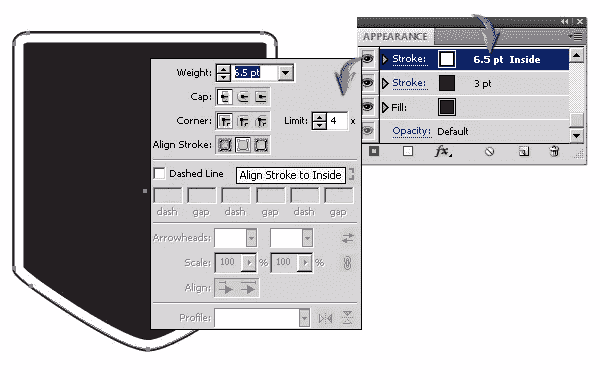 APPEARANCE
Stroke: 6.5 pt Inside
Stroke: 3 pt
Fill:
Opacity: Default
fx
Weight: 6.5 pt
Cap:
Corner: Limit: 4 x
Align Stroke:
Dashed Line
Align Stroke to Inside
dash gap dash gap dash gap
Arrowheads:
Scale: 100 % 100 %
Align:
Profile: